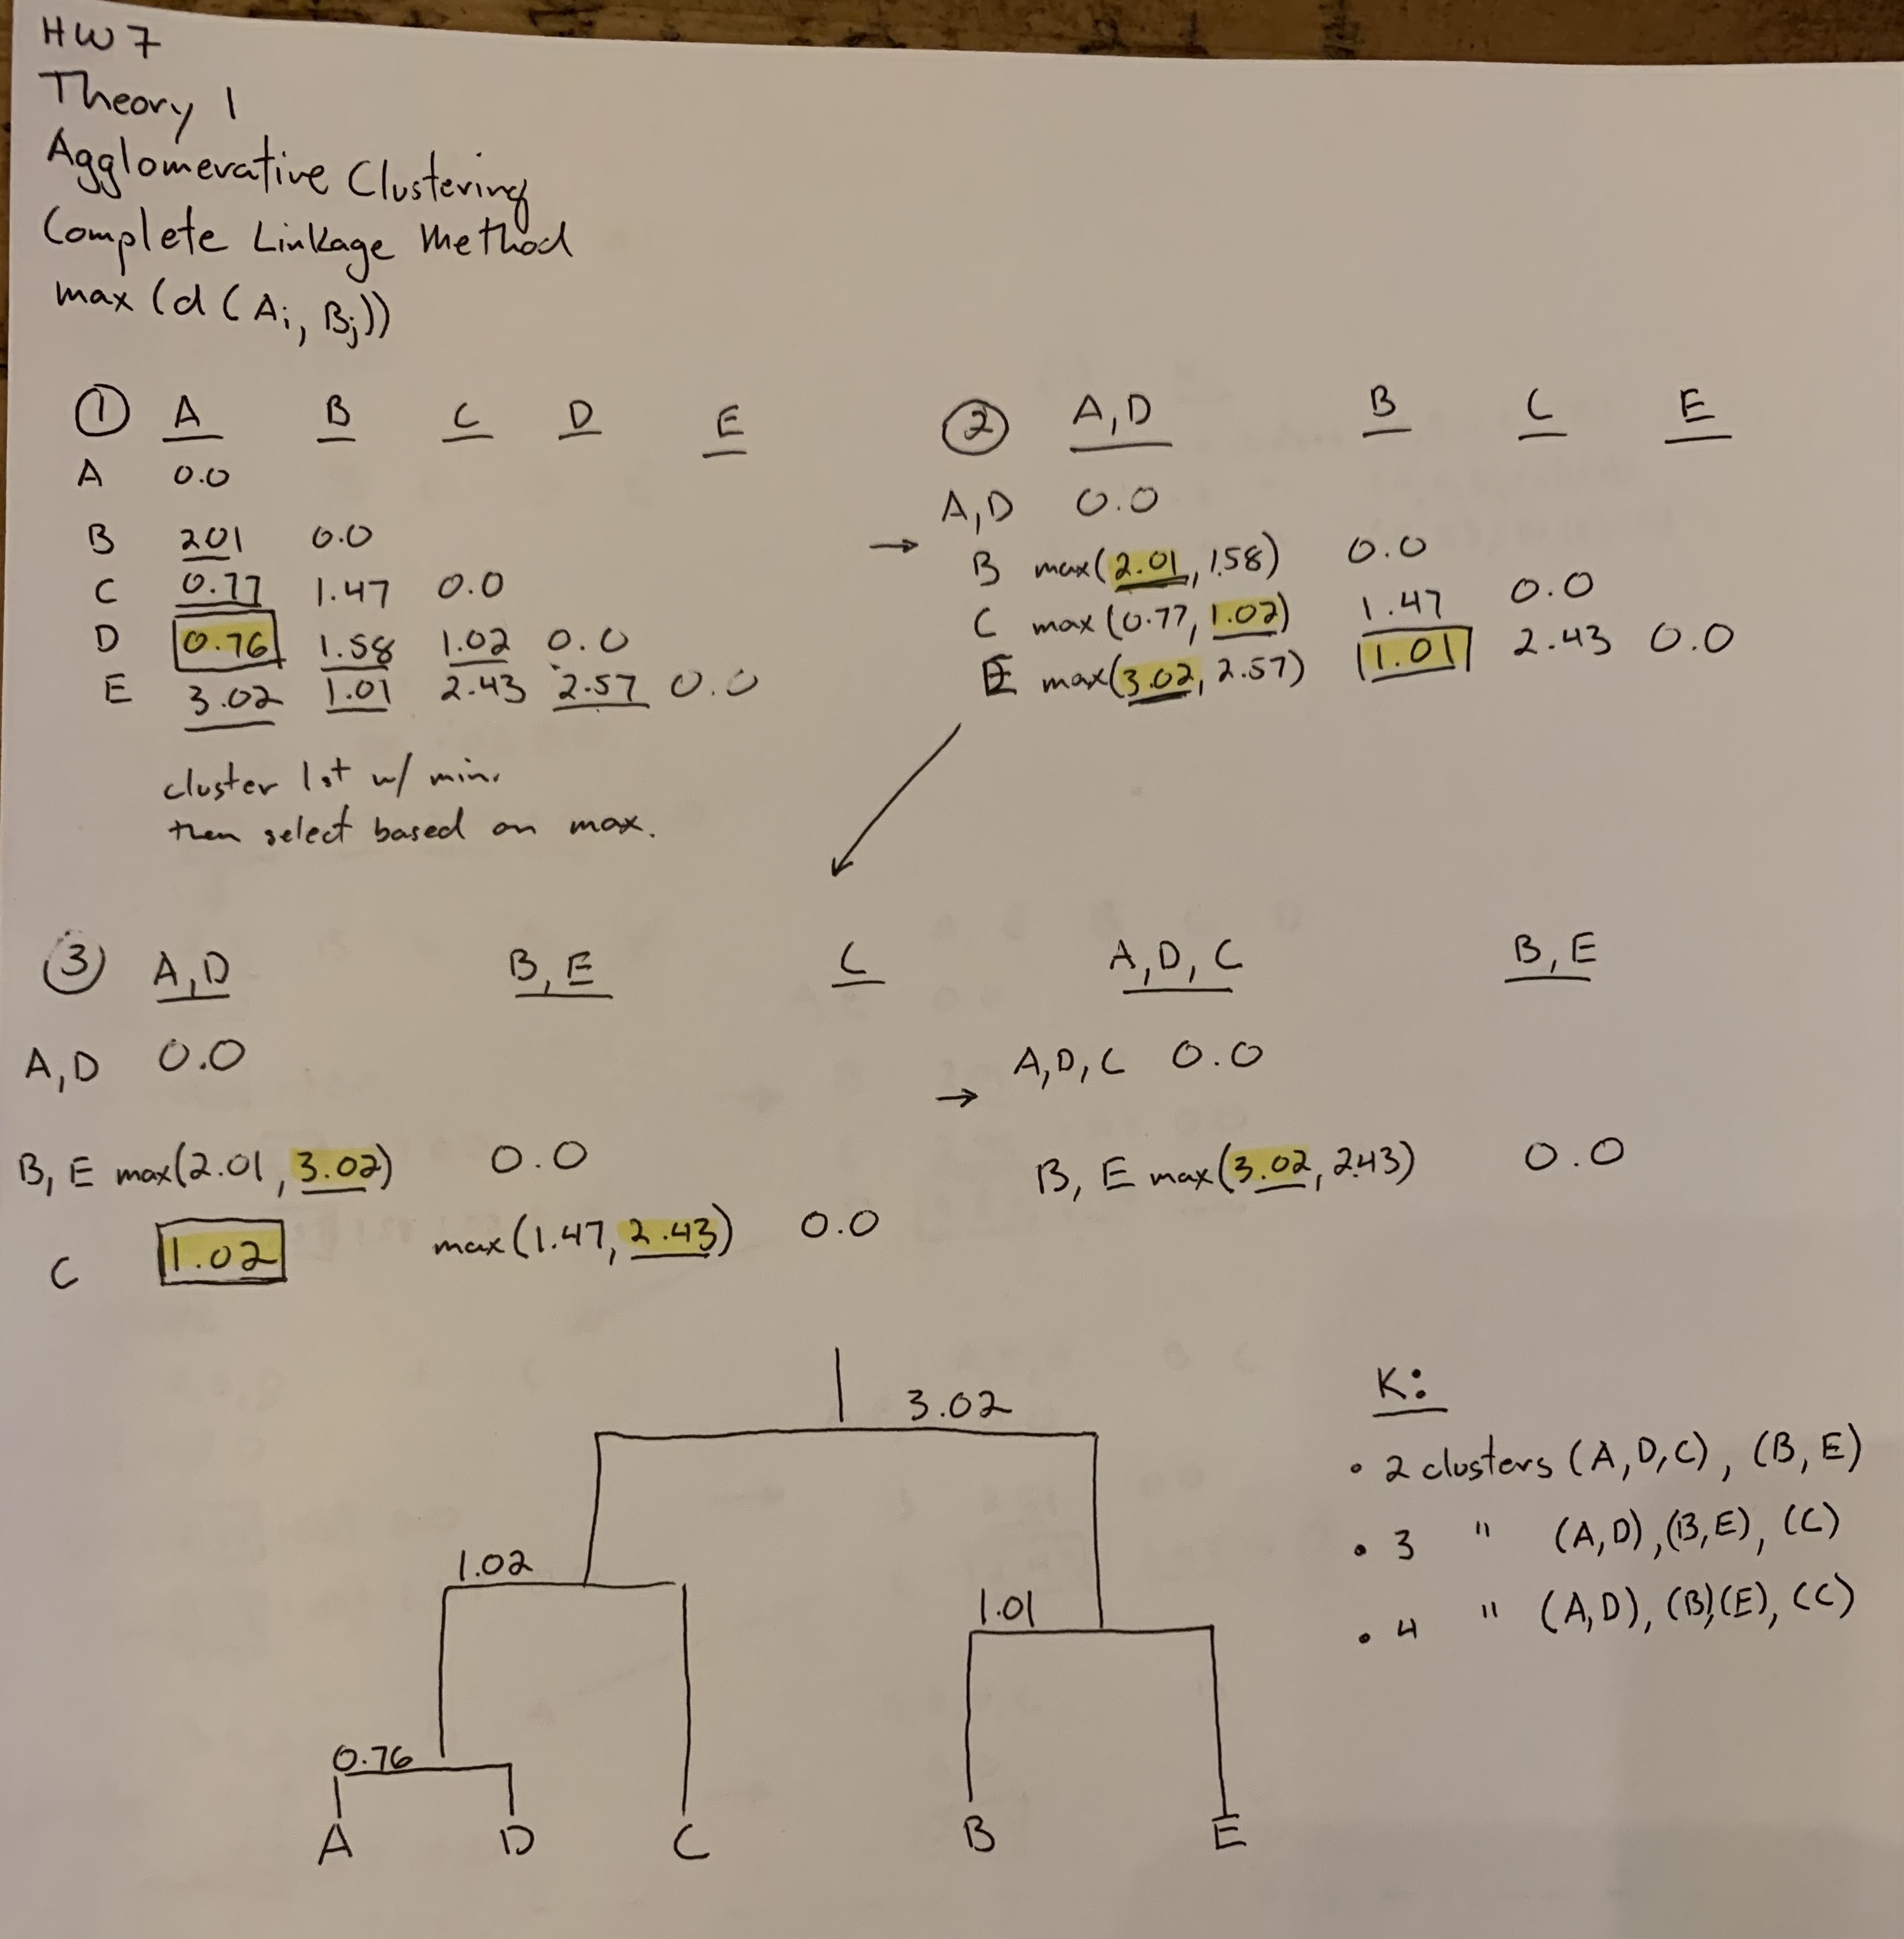 HW 7
Theory 1
Agglomerative Clustering
Complete Linkage Method
max (d (Ai, Bj))
① A B C D E
A 0.0
B 2.01 0.0
C 0.77 1.47 0.0
D 0.76 1.58 1.02 0.0
E 3.02 1.01 2.43 2.57 0.0
cluster 1st w/ min.
then select based on max.
② A,D B C E
A,D 0.0
→ B max(2.01, 1.58) 0.0
C max(0.77, 1.02) 1.47 0.0
E max(3.02, 2.57) 1.01 2.43 0.0
③ A,D B,E C
A,D 0.0
B, E max(2.01, 3.02) 0.0
C 1.02 max(1.47, 2.43) 0.0
A,D,C B,E
→ A,D,C 0.0
B, E max(3.02, 2.43) 0.0
3.02
1.02
1.01
0.76
A D C B E
K:
• 2 clusters (A,D,C), (B,E)
• 3 " (A,D),(B,E), (C)
• 4 " (A,D), (B)(E), (C)